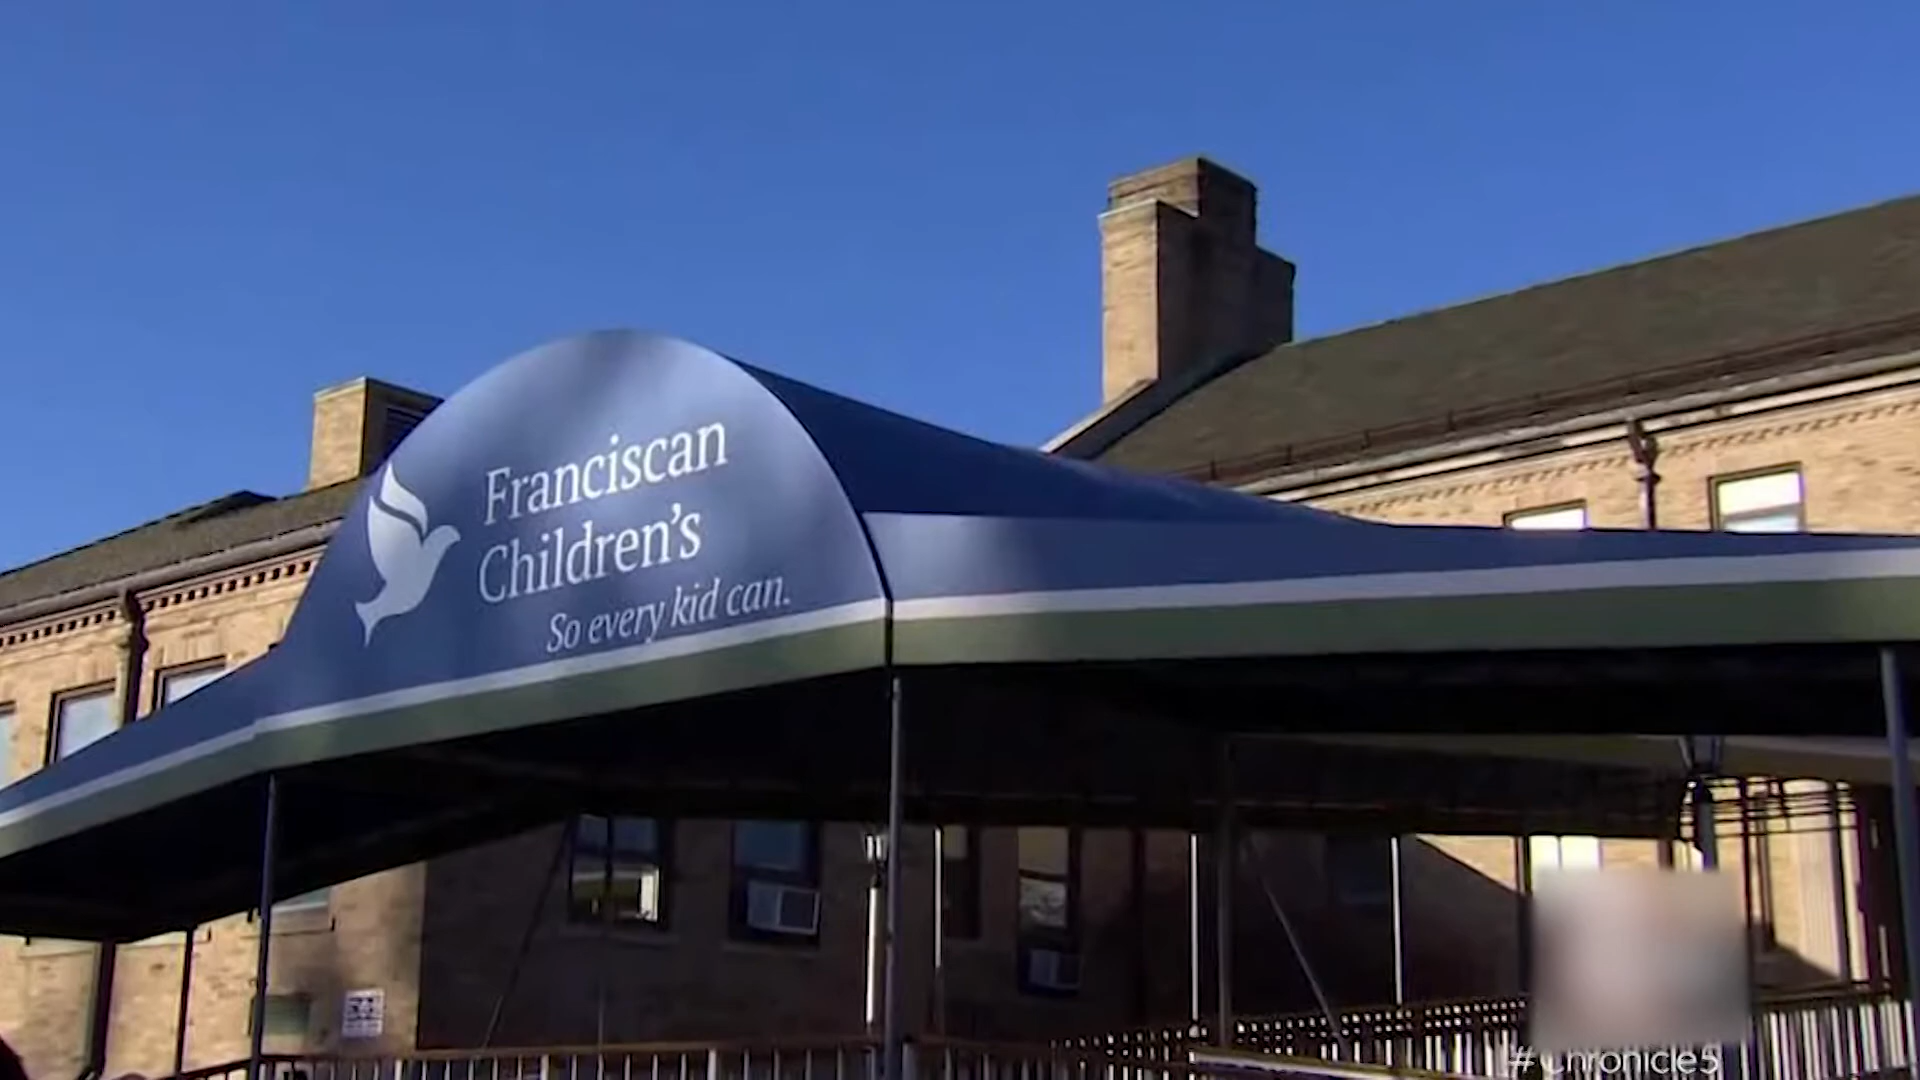 Franciscan
Children's
So every kid can.
#Chronicle5